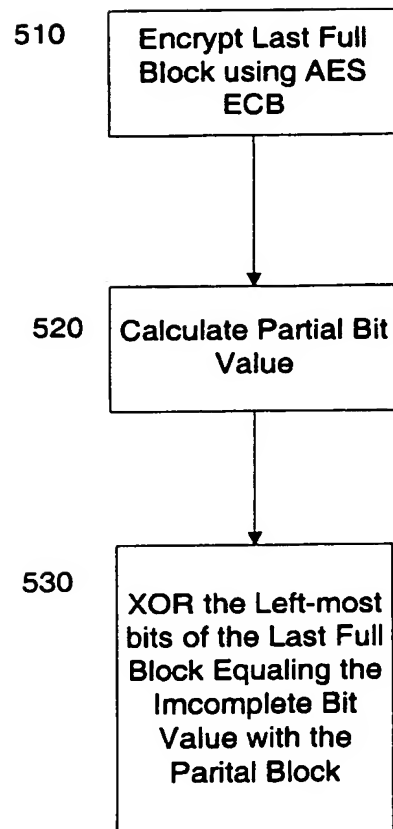 510
Encrypt Last Full
Block using AES
ECB
520
Calculate Partial Bit
Value
530
XOR the Left-most
bits of the Last Full
Block Equaling the
Imcomplete Bit
Value with the
Parital Block